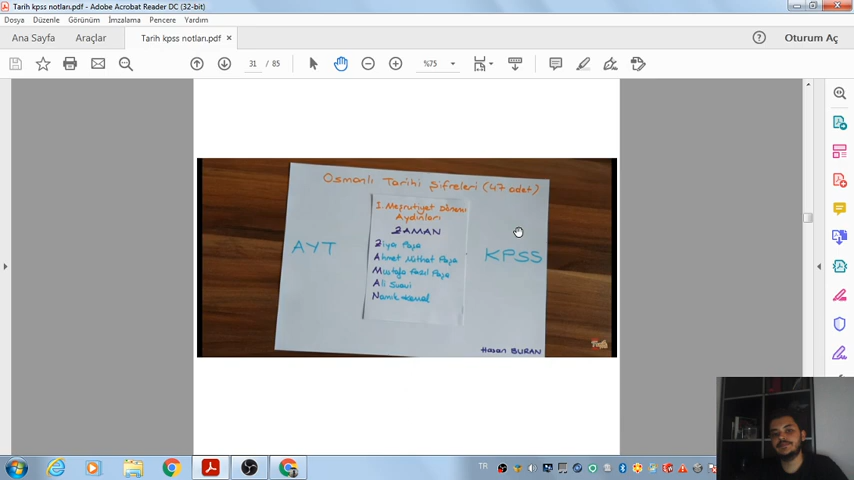 Tarih kpss notları.pdf - Adobe Acrobat Reader DC (32-bit)
Dosya Düzenle Görünüm İmzalama Pencere Yardım
Ana Sayfa Araçlar Tarih kpss notları.pdf × Oturum Aç
31 / 85 %75
Osmanlı Tarihi Şifreleri (47 adet)
I. Meşrutiyet Dönemi
Aydınları
ZAMAN
Ziya Paşa
Ahmet Mithat Paşa
Mustafa Fazıl Paşa
Ali Suavi
Namık Kemal
AYT
KPSS
Hasan BURAN
TR